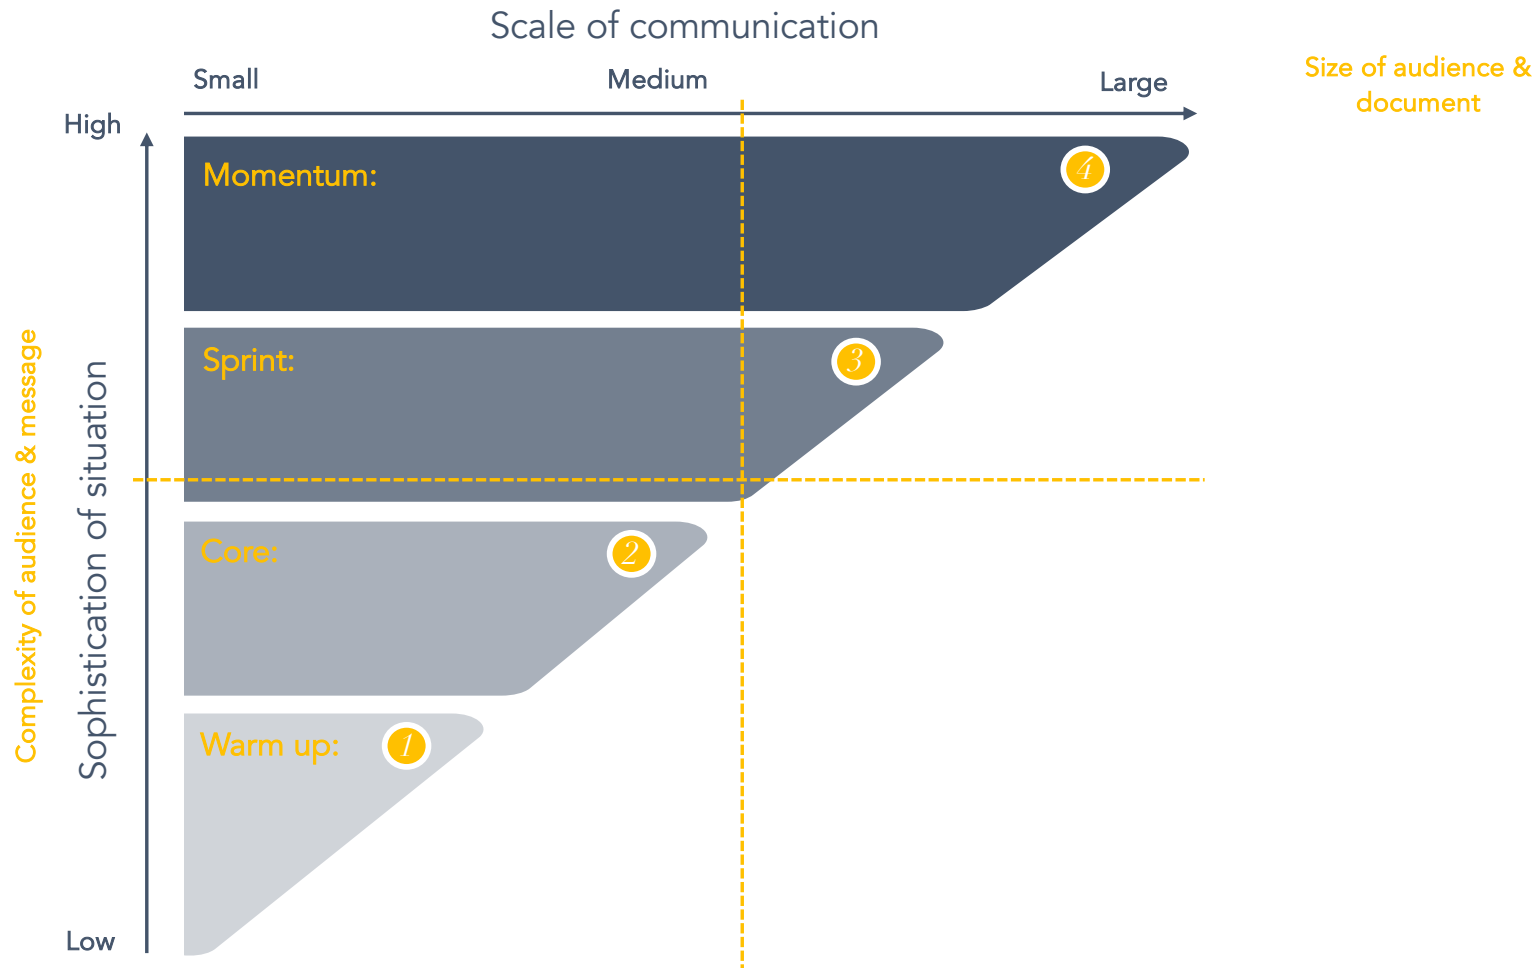 Scale of communication
Small
Medium
Large
Size of audience &
document
High
Momentum:
4
Sprint:
3
Complexity of audience & message
Sophistication of situation
Core:
2
Warm up:
1
Low